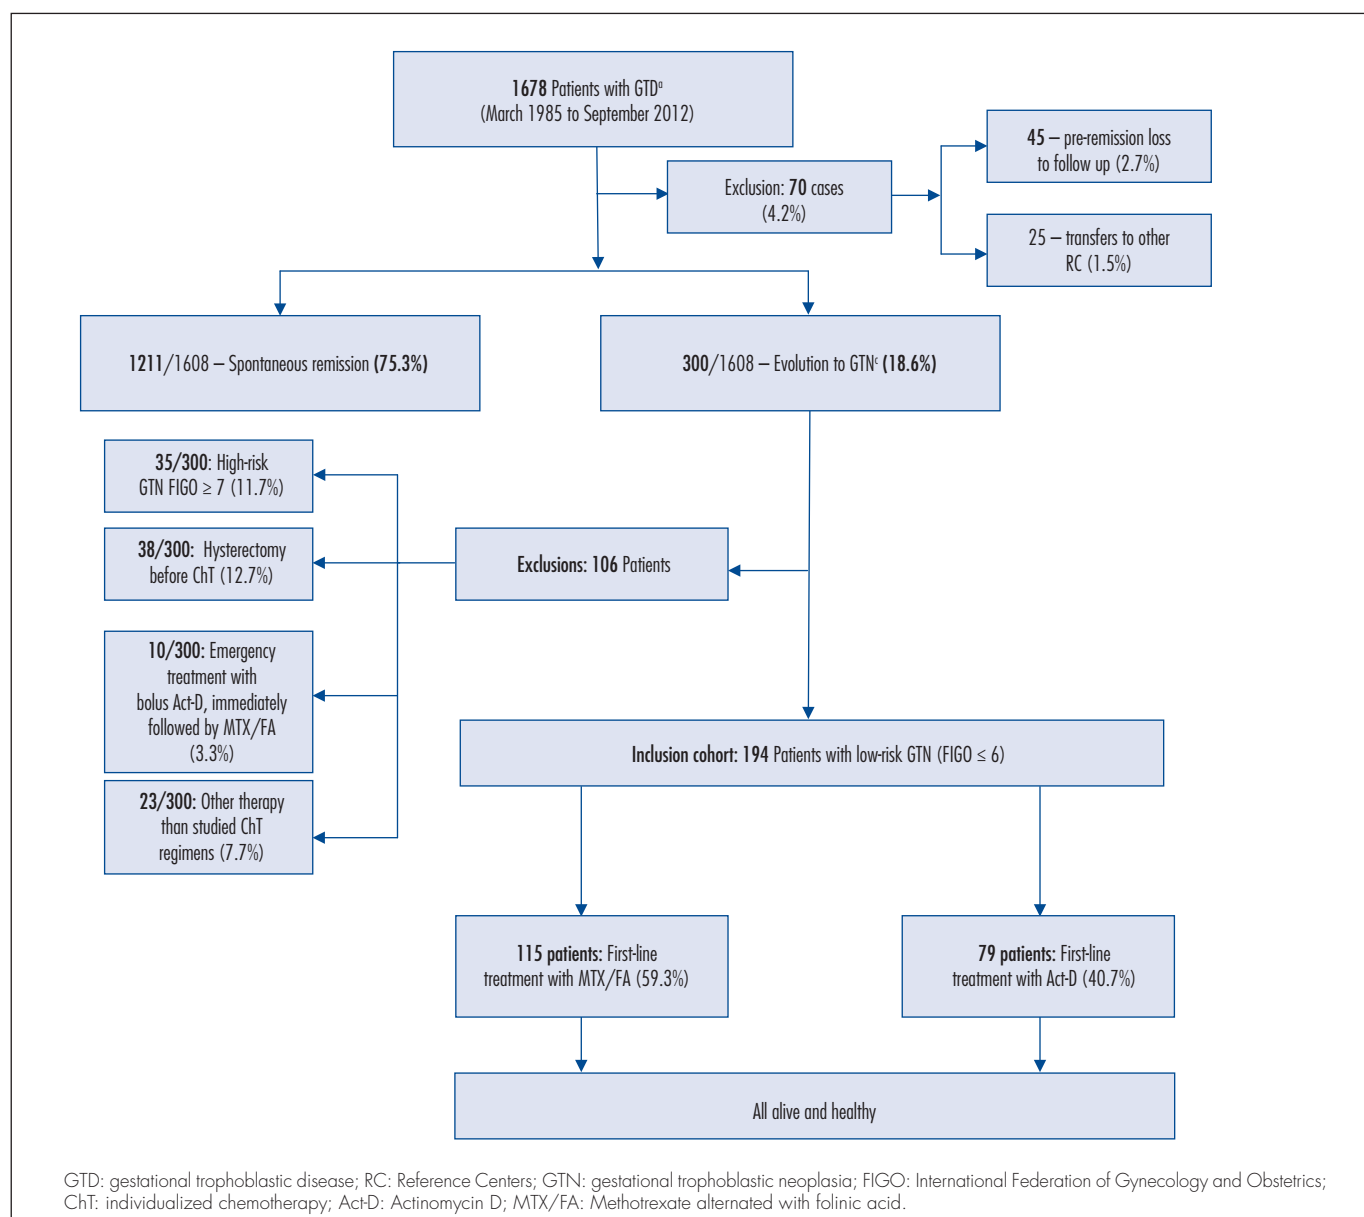 1678 Patients with GTDᵃ
(March 1985 to September 2012)
Exclusion: 70 cases
(4.2%)
45 – pre-remission loss
to follow up (2.7%)
25 – transfers to other
RC (1.5%)
1211/1608 – Spontaneous remission (75.3%)
300/1608 – Evolution to GTNᶜ (18.6%)
35/300: High-risk
GTN FIGO ≥ 7 (11.7%)
38/300: Hysterectomy
before ChT (12.7%)
10/300: Emergency
treatment with
bolus Act-D, immediately
followed by MTX/FA
(3.3%)
23/300: Other therapy
than studied ChT
regimens (7.7%)
Exclusions: 106 Patients
Inclusion cohort: 194 Patients with low-risk GTN (FIGO ≤ 6)
115 patients: First-line
treatment with MTX/FA (59.3%)
79 patients: First-line
treatment with Act-D (40.7%)
All alive and healthy
GTD: gestational trophoblastic disease; RC: Reference Centers; GTN: gestational trophoblastic neoplasia; FIGO: International Federation of Gynecology and Obstetrics;
ChT: individualized chemotherapy; Act-D: Actinomycin D; MTX/FA: Methotrexate alternated with folinic acid.